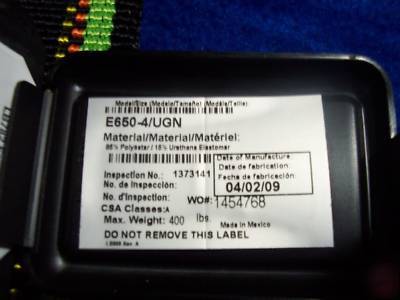 Model/Size (Modelo/Tamaño) (Modèle/Taille)
E650-4/UGN
Material/Material/Matériel:
85% Polyester / 15% Urethane Elastomer
Inspection No.: 1373141
No. de Inspección:
No. d'Inspection:
WO#: 1454768
CSA Classes: A
Max. Weight: 400 lbs.
Date of Manufacture:
Date de fabrication:
Fecha de fabricación:
04/02/09
Made in Mexico
DO NOT REMOVE THIS LABEL